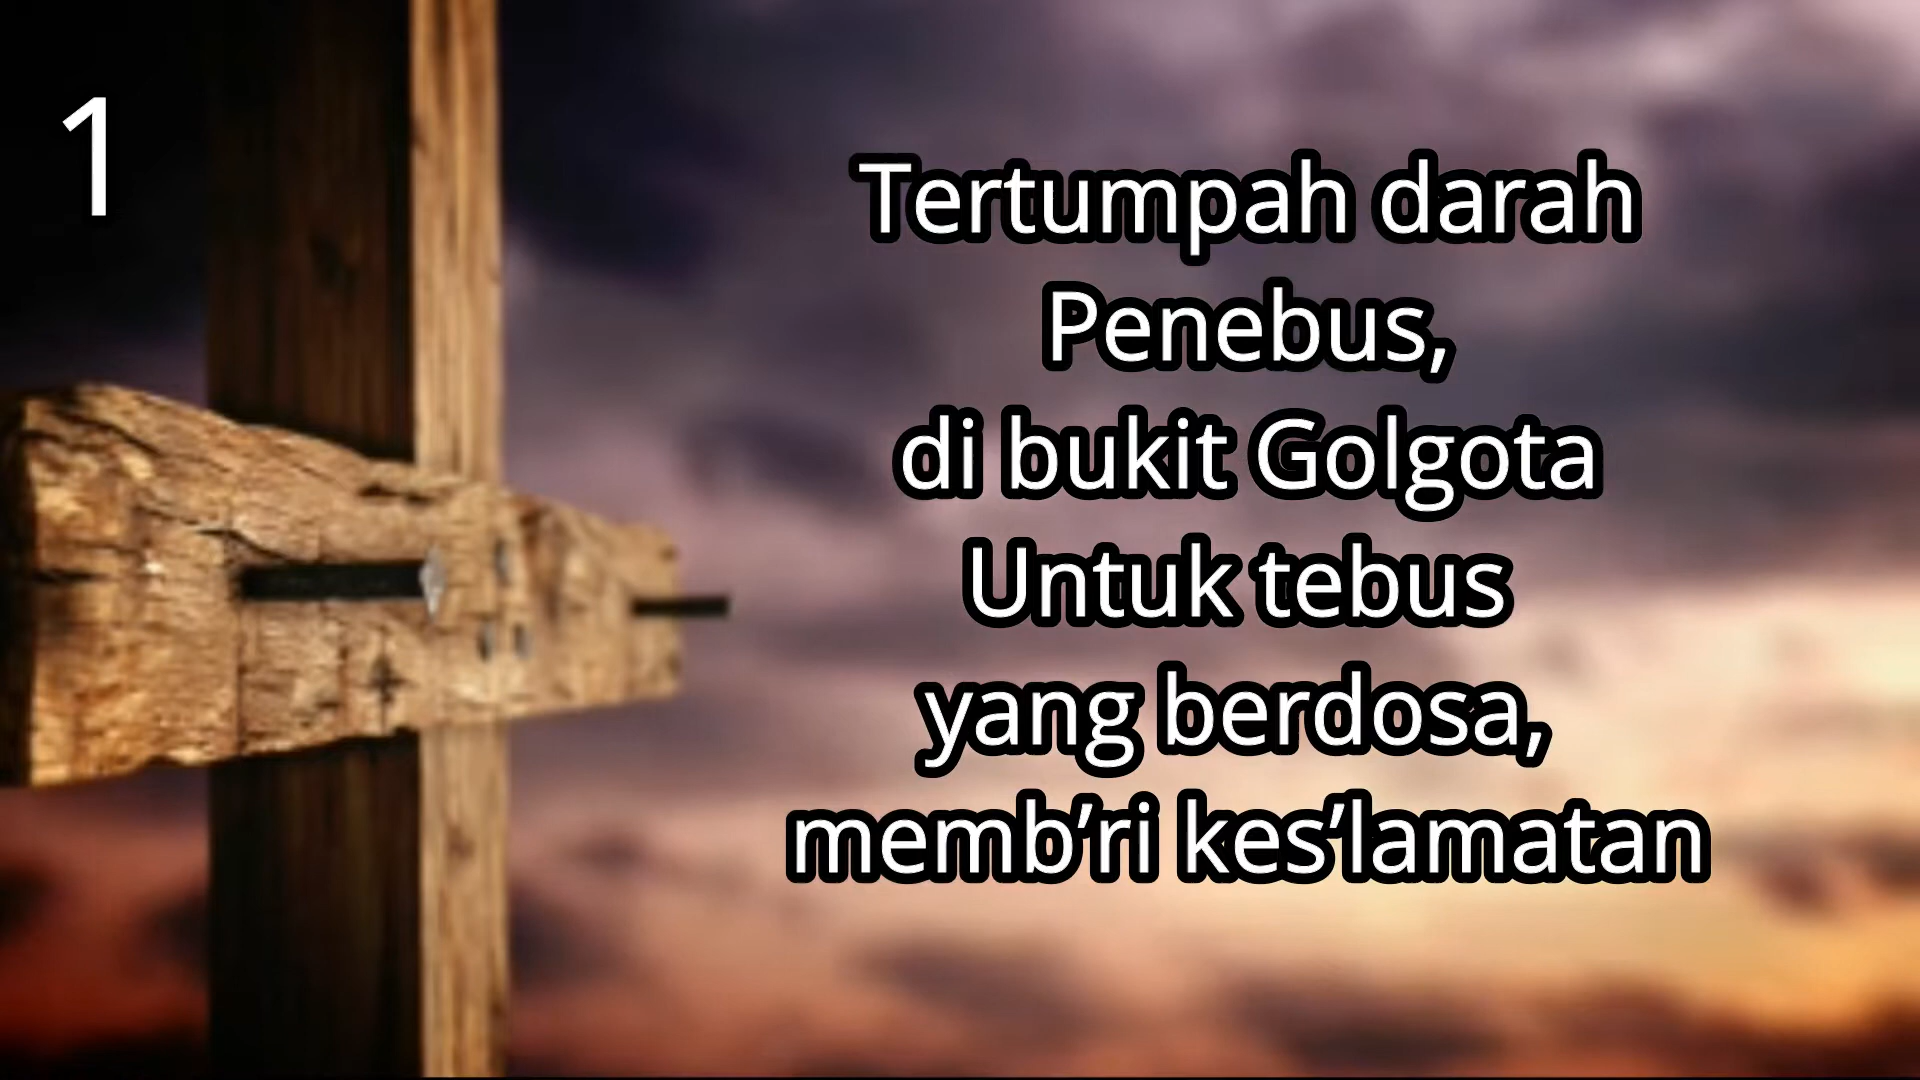 1
Tertumpah darah
Penebus,
di bukit Golgota
Untuk tebus
yang berdosa,
memb’ri kes’lamatan